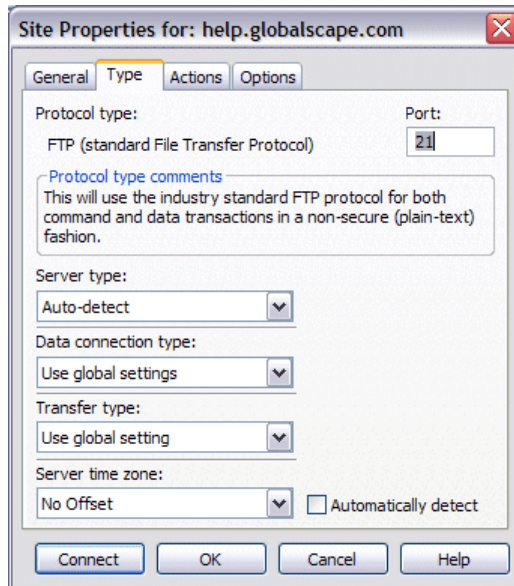 Site Properties for: help.globalscape.com
General Type Actions Options
Protocol type: Port:
FTP (standard File Transfer Protocol) 21
Protocol type comments
This will use the industry standard FTP protocol for both
command and data transactions in a non-secure (plain-text)
fashion.
Server type:
Auto-detect
Data connection type:
Use global settings
Transfer type:
Use global setting
Server time zone:
No Offset Automatically detect
Connect OK Cancel Help